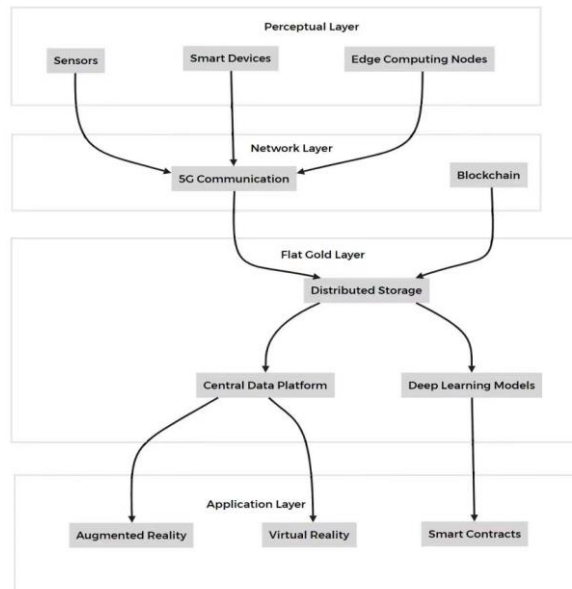 Perceptual Layer
Sensors
Smart Devices
Edge Computing Nodes
Network Layer
5G Communication
Blockchain
Flat Gold Layer
Distributed Storage
Central Data Platform
Deep Learning Models
Application Layer
Augmented Reality
Virtual Reality
Smart Contracts